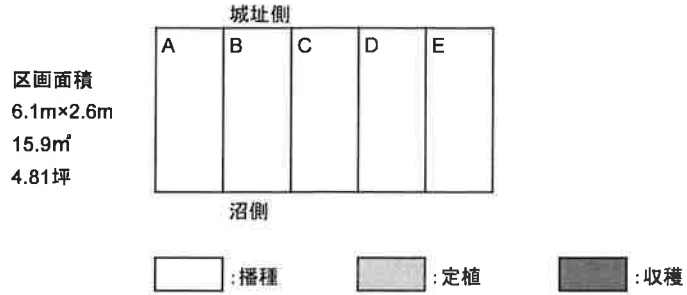 城址側
A B C D E
区画面積
6.1m×2.6m
15.9㎡
4.81坪
沼側
:播種 :定植 :収穫